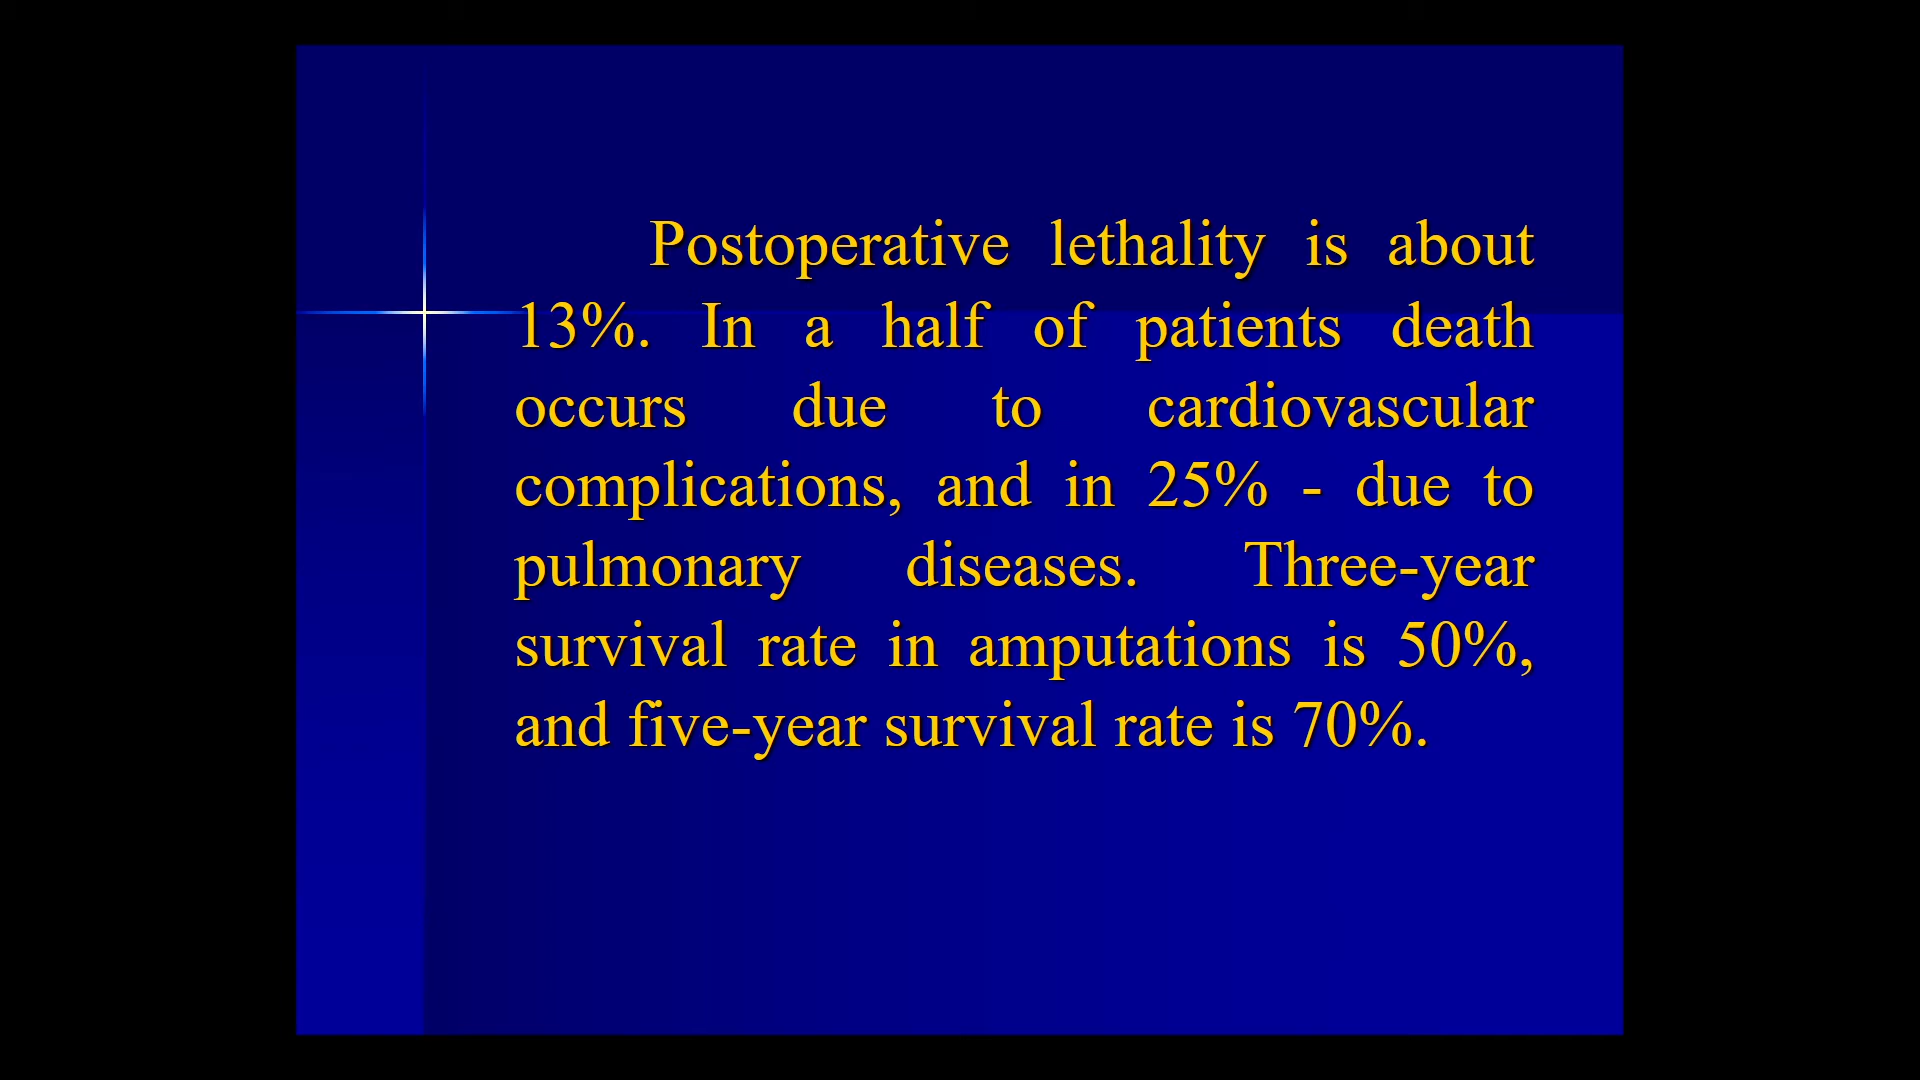 Postoperative lethality is about
13%. In a half of patients death
occurs due to cardiovascular
complications, and in 25% - due to
pulmonary diseases. Three-year
survival rate in amputations is 50%,
and five-year survival rate is 70%.